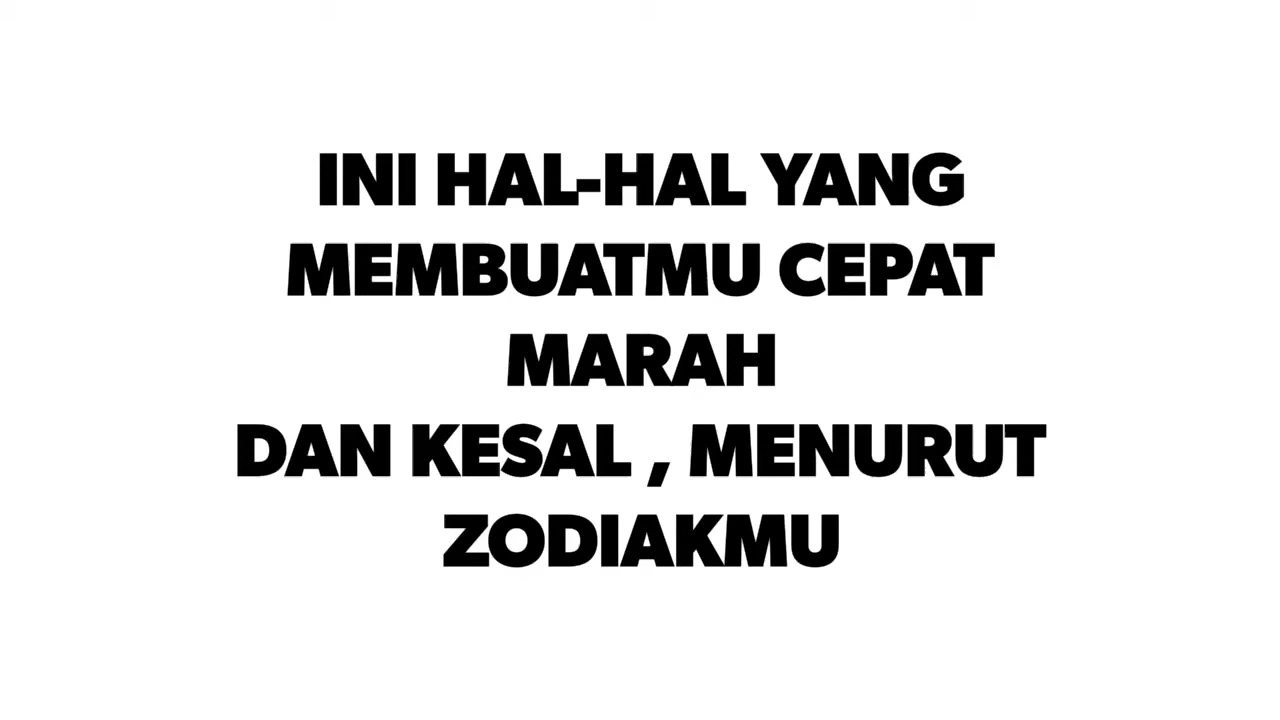 INI HAL-HAL YANG
MEMBUATMU CEPAT
MARAH
DAN KESAL , MENURUT
ZODIAKMU